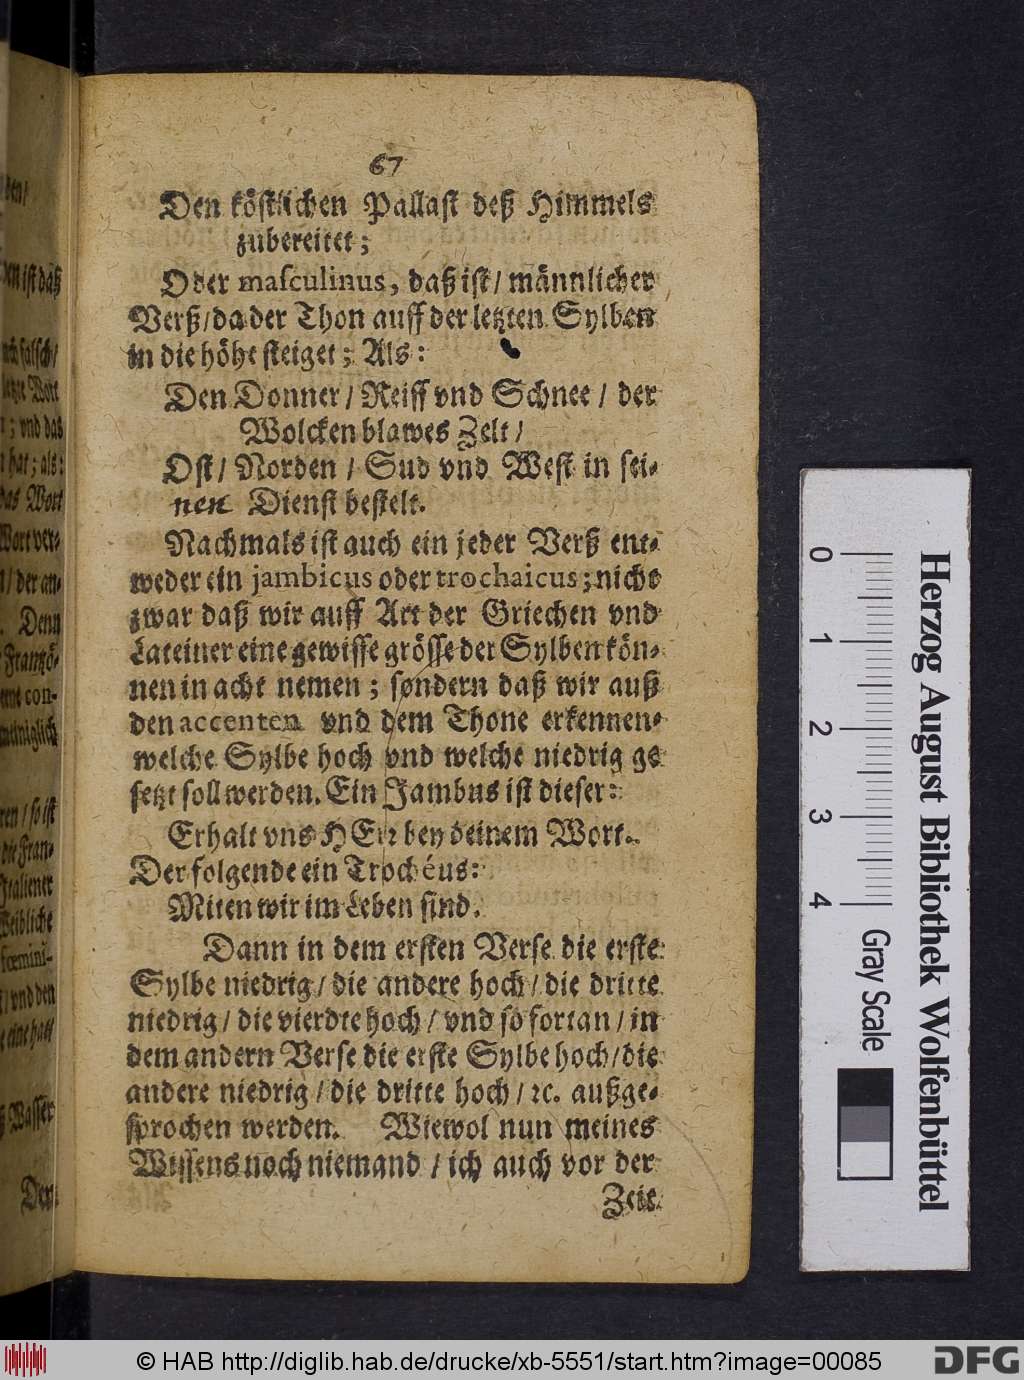 67
Den köstlichen Pallast deß Himmels
zubereitet;
Oder masculinus, daß ist/ männlicher
Verß/da der Thon auff der letzten Sylben
in die höhe steiget; Als:
Den Donner/ Reiff vnd Schnee/ der
Wolcken blawes Zelt/
Ost/ Norden/ Sud vnd West in sei-
nen Dienst bestelt.
Nachmals ist auch ein jeder Verß ent-
weder ein jambicus oder trochaicus; nicht
zwar daß wir auff Art der Griechen vnd
Lateiner eine gewisse grösse der Sylben kön-
nen in acht nemen; sondern daß wir auß
den accenten vnd dem Thone erkennen-
welche Sylbe hoch vnd welche niedrig ge
setzt soll werden. Ein Jambus ist dieser:
Erhalt vns HErr bey deinem Wort.
Der folgende ein Trochéus:
Mitten wir im Leben sind.
Dann in dem ersten Verse die erste
Sylbe niedrig/ die andere hoch/ die dritte
niedrig/ die vierdte hoch/ vnd so fortan/ in
dem andern Verse die erste Sylbe hoch/ die
andere niedrig/ die dritte hoch/ ꝛc. außge-
sprochen werden. Wiewol nun meines
Wissens noch niemand/ ich auch vor der
Zeit
0 1 2 3 4
Gray Scale
Herzog August Bibliothek Wolfenbüttel
© HAB http://diglib.hab.de/drucke/xb-5551/start.htm?image=00085
DFG